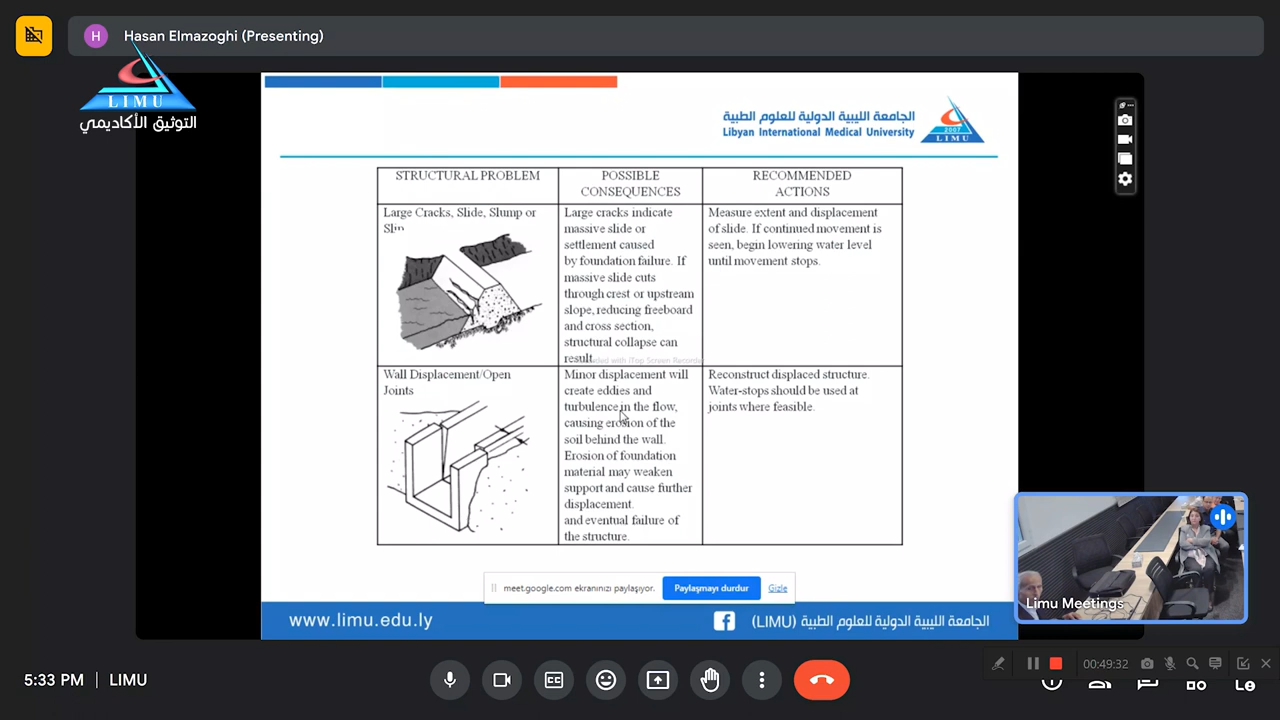 H Hasan Elmazoghi (Presenting)
LIMU
التوثيق الأكاديمي
الجامعة الليبية الدولية للعلوم الطبية
Libyan International Medical University
2007
LIMU
STRUCTURAL PROBLEM
POSSIBLE
CONSEQUENCES
RECOMMENDED
ACTIONS
Large Cracks, Slide, Slump or
Slip
Large cracks indicate
massive slide or
settlement caused
by foundation failure. If
massive slide cuts
through crest or upstream
slope, reducing freeboard
and cross section,
structural collapse can
result.
Measure extent and displacement
of slide. If continued movement is
seen, begin lowering water level
until movement stops.
with iTop Screen Recorder
Wall Displacement/Open
Joints
Minor displacement will
create eddies and
turbulence in the flow,
causing erosion of the
soil behind the wall.
Erosion of foundation
material may weaken
support and cause further
displacement.
and eventual failure of
the structure.
Reconstruct displaced structure.
Water-stops should be used at
joints where feasible.
meet.google.com ekranınızı paylaşıyor.
Paylaşmayı durdur
Gizle
www.limu.edu.ly
الجامعة الليبية الدولية للعلوم الطبية (LIMU)
Limu Meetings
5:33 PM | LIMU
00:49:32